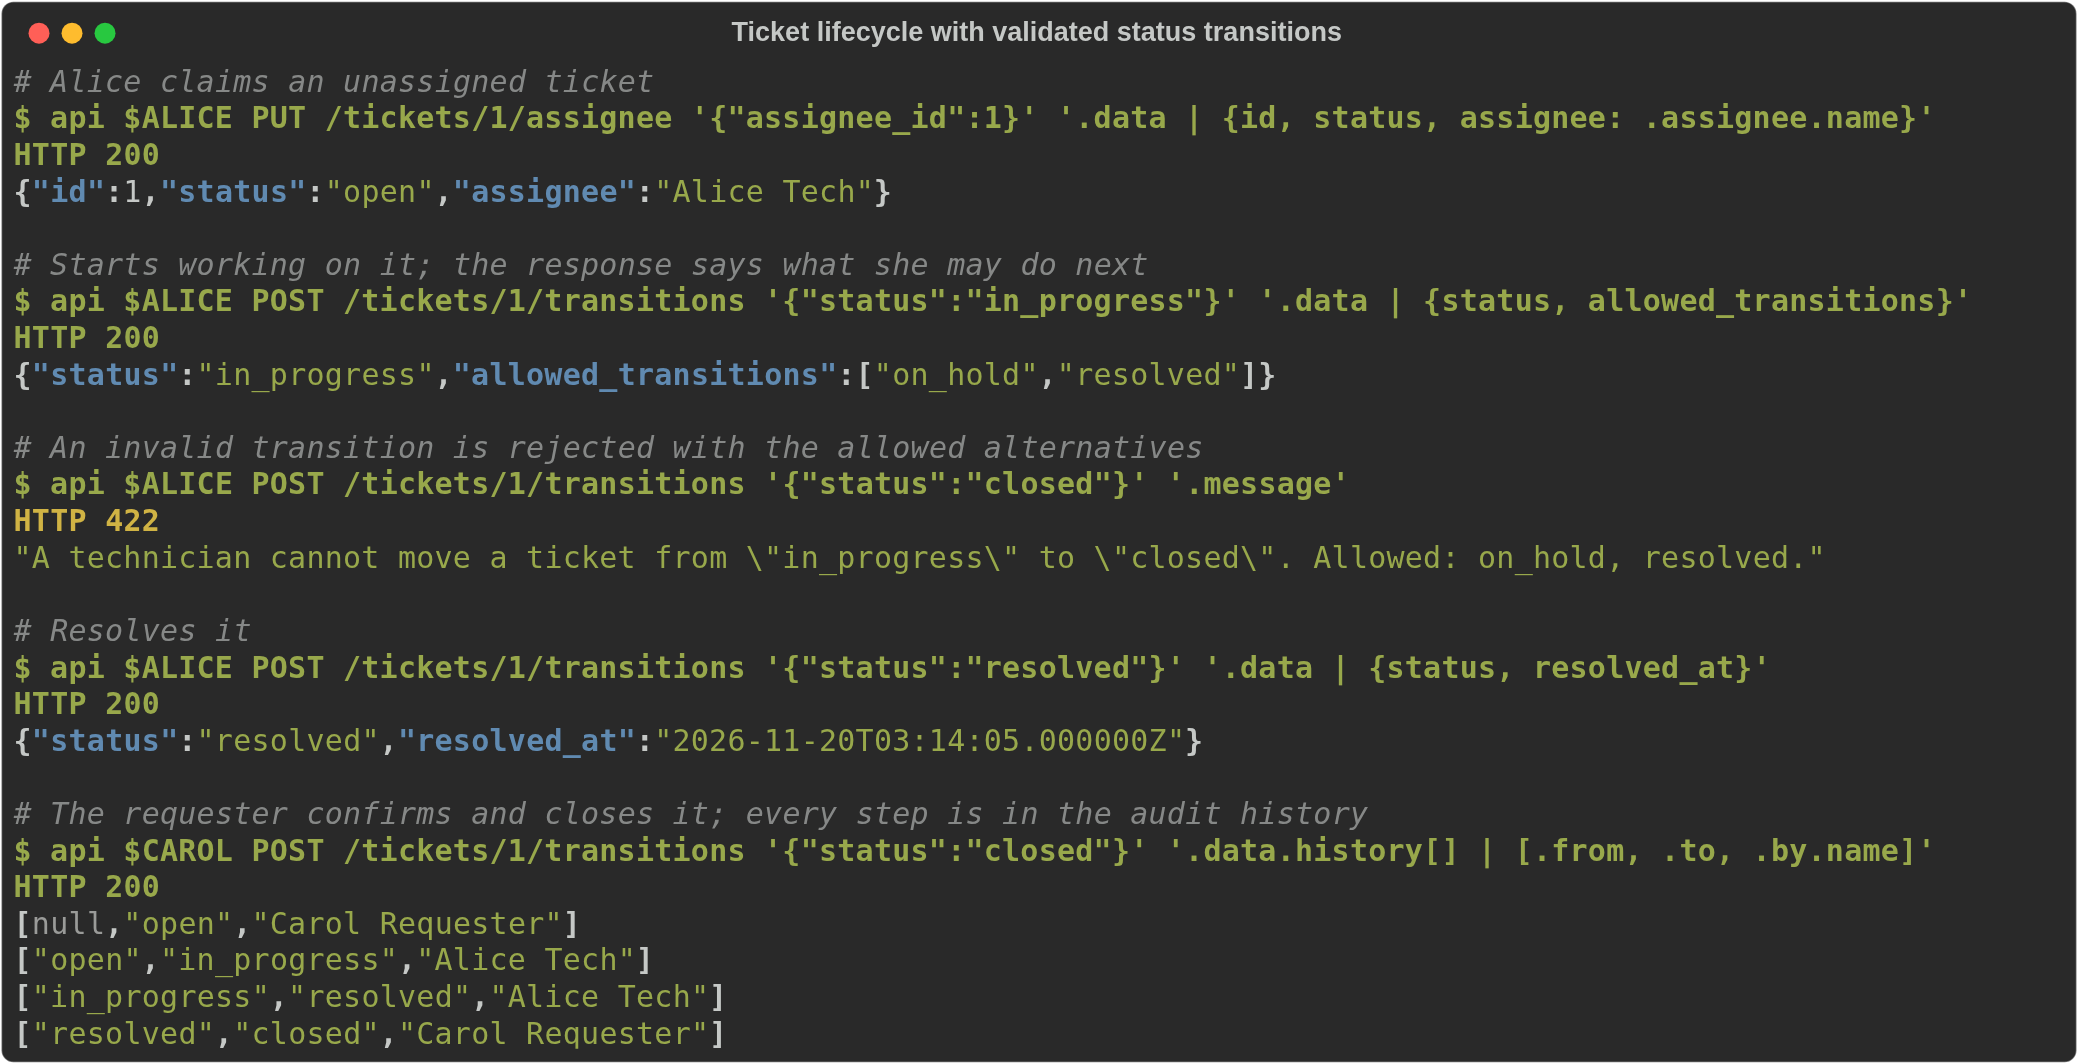 Ticket lifecycle with validated status transitions
# Alice claims an unassigned ticket
$ api $ALICE PUT /tickets/1/assignee '{"assignee_id":1}' '.data | {id, status, assignee: .assignee.name}'
HTTP 200
{"id":1,"status":"open","assignee":"Alice Tech"}
# Starts working on it; the response says what she may do next
$ api $ALICE POST /tickets/1/transitions '{"status":"in_progress"}' '.data | {status, allowed_transitions}'
HTTP 200
{"status":"in_progress","allowed_transitions":["on_hold","resolved"]}
# An invalid transition is rejected with the allowed alternatives
$ api $ALICE POST /tickets/1/transitions '{"status":"closed"}' '.message'
HTTP 422
"A technician cannot move a ticket from \"in_progress\" to \"closed\". Allowed: on_hold, resolved."
# Resolves it
$ api $ALICE POST /tickets/1/transitions '{"status":"resolved"}' '.data | {status, resolved_at}'
HTTP 200
{"status":"resolved","resolved_at":"2026-11-20T03:14:05.000000Z"}
# The requester confirms and closes it; every step is in the audit history
$ api $CAROL POST /tickets/1/transitions '{"status":"closed"}' '.data.history[] | [.from, .to, .by.name]'
HTTP 200
[null,"open","Carol Requester"]
["open","in_progress","Alice Tech"]
["in_progress","resolved","Alice Tech"]
["resolved","closed","Carol Requester"]